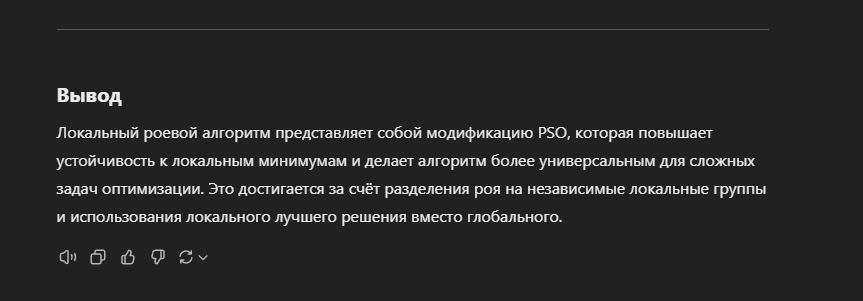 Вывод
Локальный роевой алгоритм представляет собой модификацию PSO, которая повышает
устойчивость к локальным минимумам и делает алгоритм более универсальным для сложных
задач оптимизации. Это достигается за счёт разделения роя на независимые локальные группы
и использования локального лучшего решения вместо глобального.